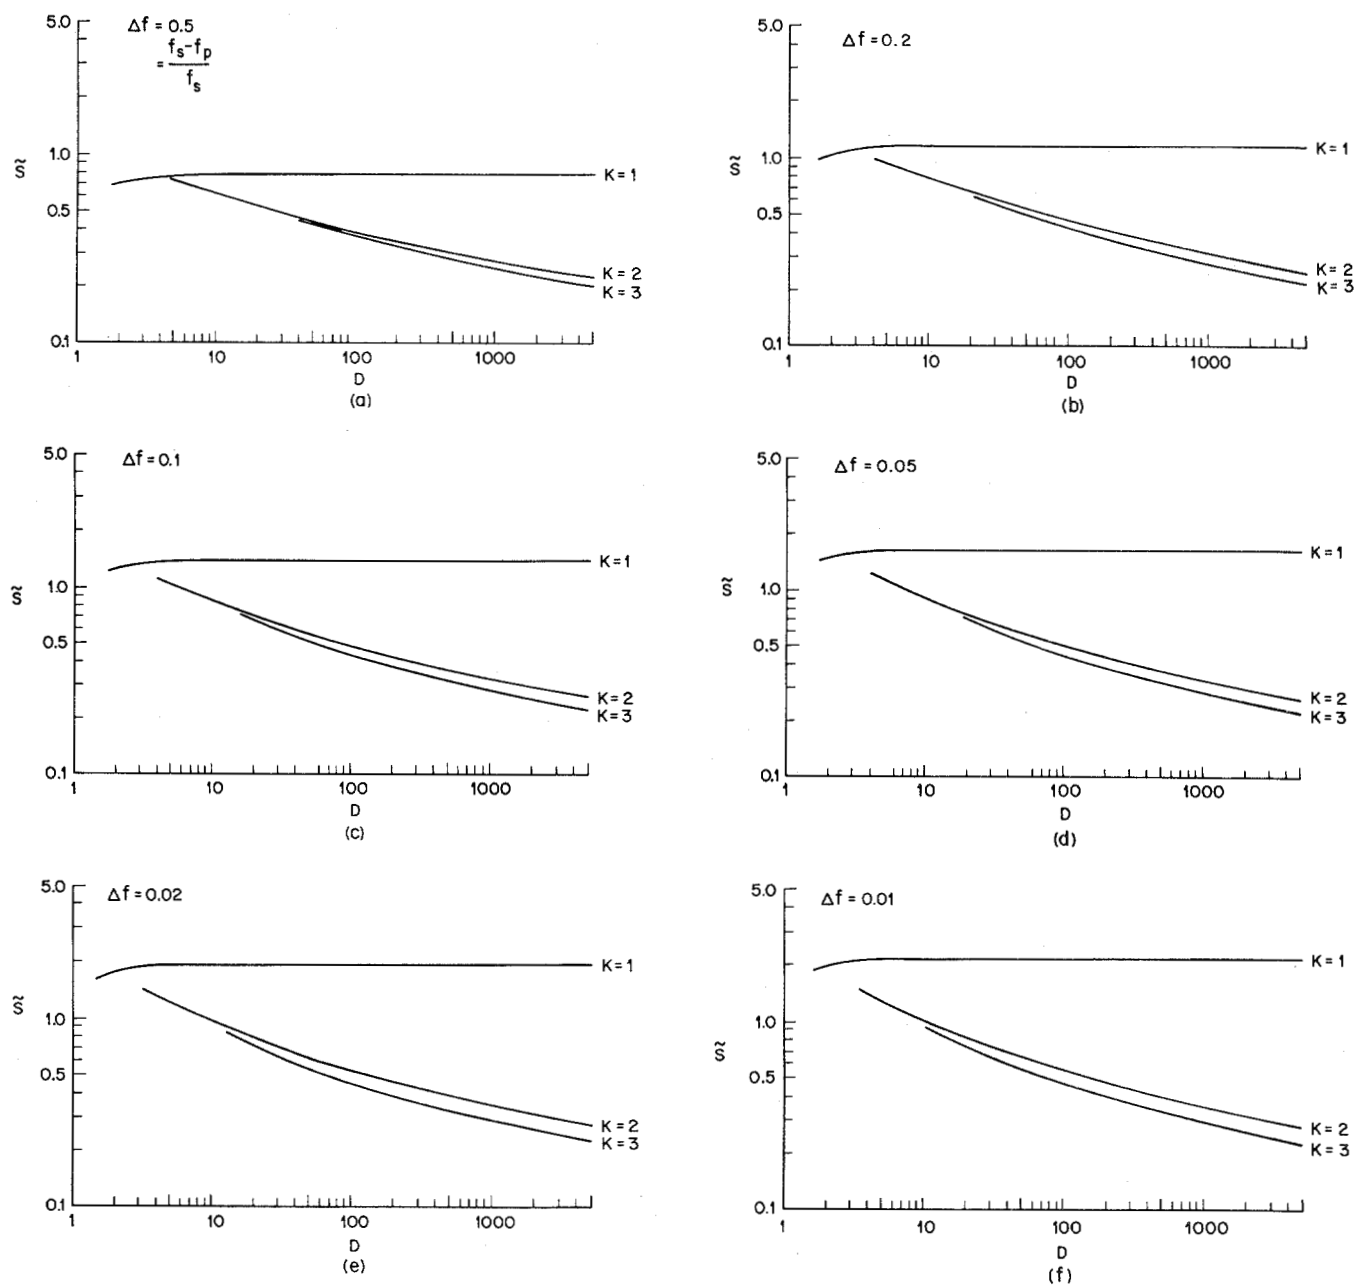 Δf = 0.5
= fs-fp
fs
5.0
1.0
0.5
0.1
S̃
K=1
K=2
K=3
1
10
100
1000
D
(a)
Δf = 0.2
5.0
1.0
0.5
0.1
S̃
K=1
K=2
K=3
1
10
100
1000
D
(b)
Δf = 0.1
5.0
1.0
0.5
0.1
S̃
K=1
K=2
K=3
1
10
100
1000
D
(c)
Δf = 0.05
5.0
1.0
0.5
0.1
S̃
K=1
K=2
K=3
1
10
100
1000
D
(d)
Δf = 0.02
5.0
1.0
0.5
0.1
S̃
K=1
K=2
K=3
1
10
100
1000
D
(e)
Δf = 0.01
5.0
1.0
0.5
0.1
S̃
K=1
K=2
K=3
1
10
100
1000
D
(f)